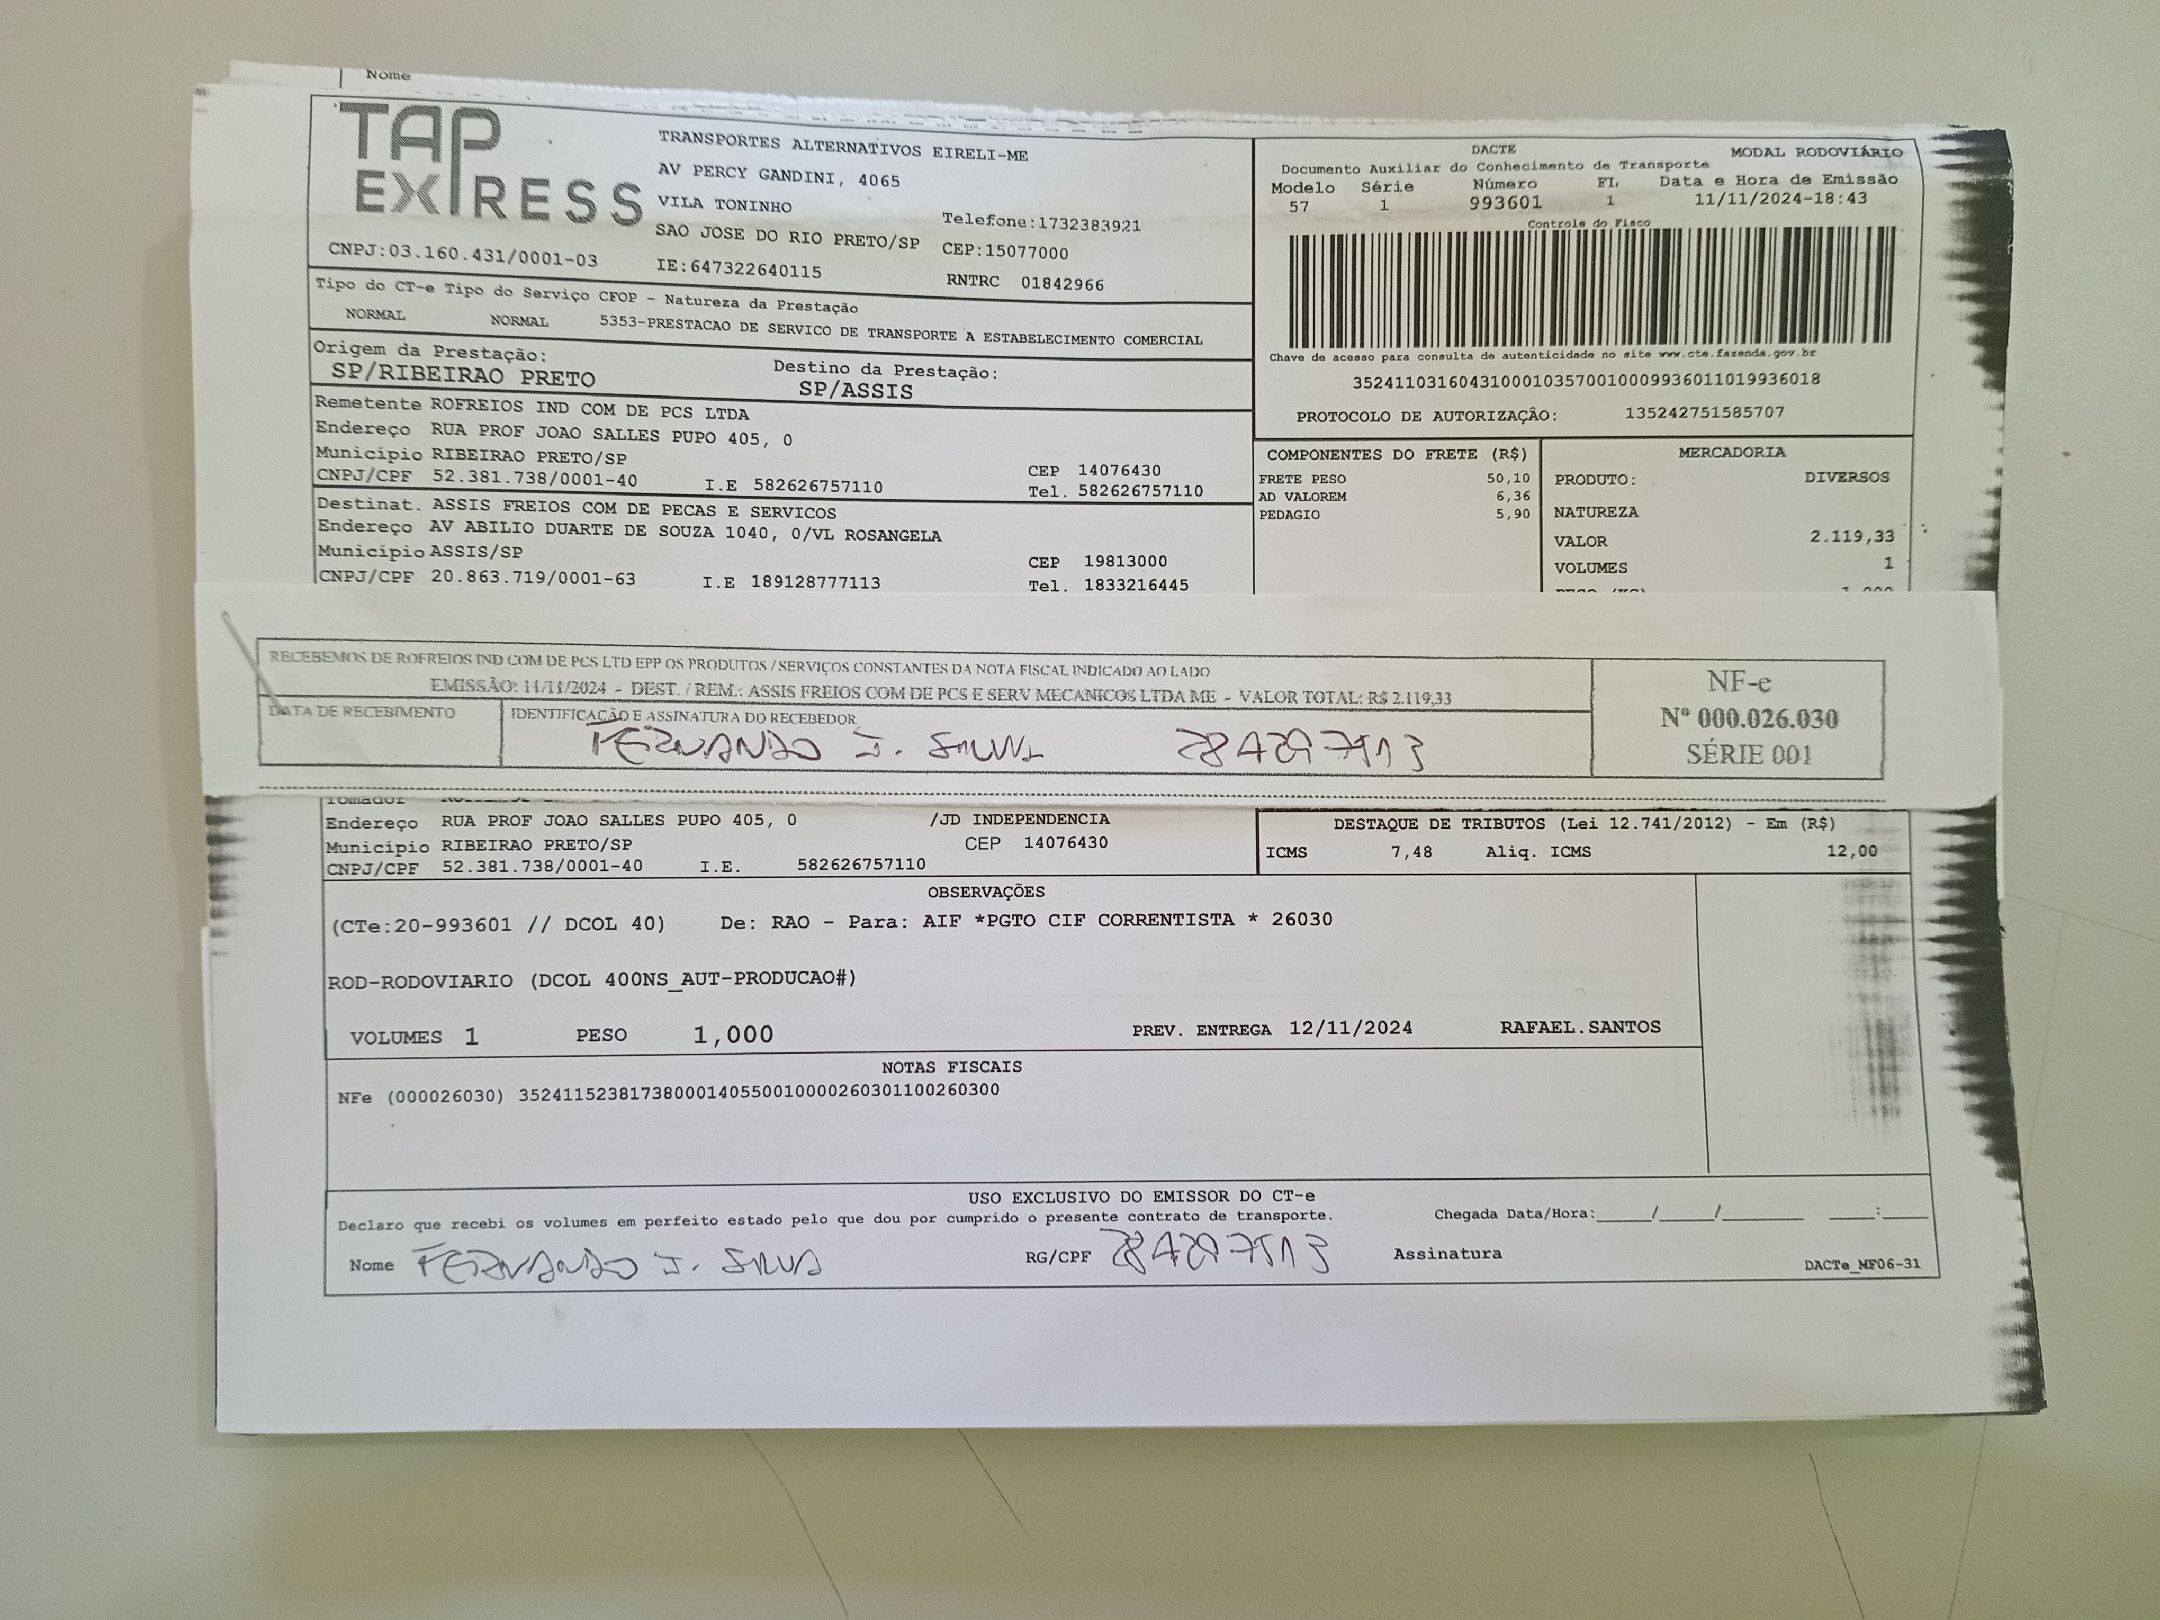 Nome
TAP EXPRESS
TRANSPORTES ALTERNATIVOS EIRELI-ME
AV PERCY GANDINI, 4065
VILA TONINHO
SAO JOSE DO RIO PRETO/SP
Telefone:1732383921
CEP:15077000
CNPJ:03.160.431/0001-03
IE:647322640115
RNTRC 01842966
DACTE
MODAL RODOVIÁRIO
Documento Auxiliar do Conhecimento de Transporte
Modelo Série Número FL Data e Hora de Emissão
57 1 993601 1 11/11/2024-18:43
Controle do Fisco
Chave de acesso para consulta de autenticidade no site www.cte.fazenda.gov.br
35241103160431000103570010009936011019936018
PROTOCOLO DE AUTORIZAÇÃO: 135242751585707
Tipo do CT-e Tipo do Serviço CFOP - Natureza da Prestação
NORMAL NORMAL 5353-PRESTACAO DE SERVICO DE TRANSPORTE A ESTABELECIMENTO COMERCIAL
Origem da Prestação:
SP/RIBEIRAO PRETO
Destino da Prestação:
SP/ASSIS
Remetente ROFREIOS IND COM DE PCS LTDA
Endereço RUA PROF JOAO SALLES PUPO 405, 0
Município RIBEIRAO PRETO/SP
CEP 14076430
CNPJ/CPF 52.381.738/0001-40 I.E 582626757110 Tel. 582626757110
Destinat. ASSIS FREIOS COM DE PECAS E SERVICOS
Endereço AV ABILIO DUARTE DE SOUZA 1040, 0/VL ROSANGELA
Município ASSIS/SP
CEP 19813000
CNPJ/CPF 20.863.719/0001-63 I.E 189128777113 Tel. 1833216445
COMPONENTES DO FRETE (R$)
FRETE PESO 50,10
AD VALOREM 6,36
PEDAGIO 5,90
MERCADORIA
PRODUTO: DIVERSOS
NATUREZA
VALOR 2.119,33
VOLUMES 1
RECEBEMOS DE ROFREIOS IND COM DE PCS LTD EPP OS PRODUTOS / SERVIÇOS CONSTANTES DA NOTA FISCAL INDICADO AO LADO
EMISSÃO: 11/11/2024 - DEST. / REM.: ASSIS FREIOS COM DE PCS E SERV MECANICOS LTDA ME - VALOR TOTAL: R$ 2.119,33
DATA DE RECEBIMENTO
IDENTIFICAÇÃO E ASSINATURA DO RECEBEDOR
FERNANDO J. SILVA 284297513
NF-e
Nº 000.026.030
SÉRIE 001
Tomador
Endereço RUA PROF JOAO SALLES PUPO 405, 0 /JD INDEPENDENCIA
Município RIBEIRAO PRETO/SP CEP 14076430
CNPJ/CPF 52.381.738/0001-40 I.E. 582626757110
DESTAQUE DE TRIBUTOS (Lei 12.741/2012) - Em (R$)
ICMS 7,48 Aliq. ICMS 12,00
OBSERVAÇÕES
(CTe:20-993601 // DCOL 40) De: RAO - Para: AIF *PGTO CIF CORRENTISTA * 26030
ROD-RODOVIARIO (DCOL 400NS_AUT-PRODUCAO#)
VOLUMES 1 PESO 1,000 PREV. ENTREGA 12/11/2024 RAFAEL.SANTOS
NOTAS FISCAIS
NFe (000026030) 35241152381738000140550010000260301100260300
USO EXCLUSIVO DO EMISSOR DO CT-e
Declaro que recebi os volumes em perfeito estado pelo que dou por cumprido o presente contrato de transporte. Chegada Data/Hora:____/____/______ ___:___
Nome FERNANDO J. SILVA RG/CPF 284297513 Assinatura
DACTe_MF06-31